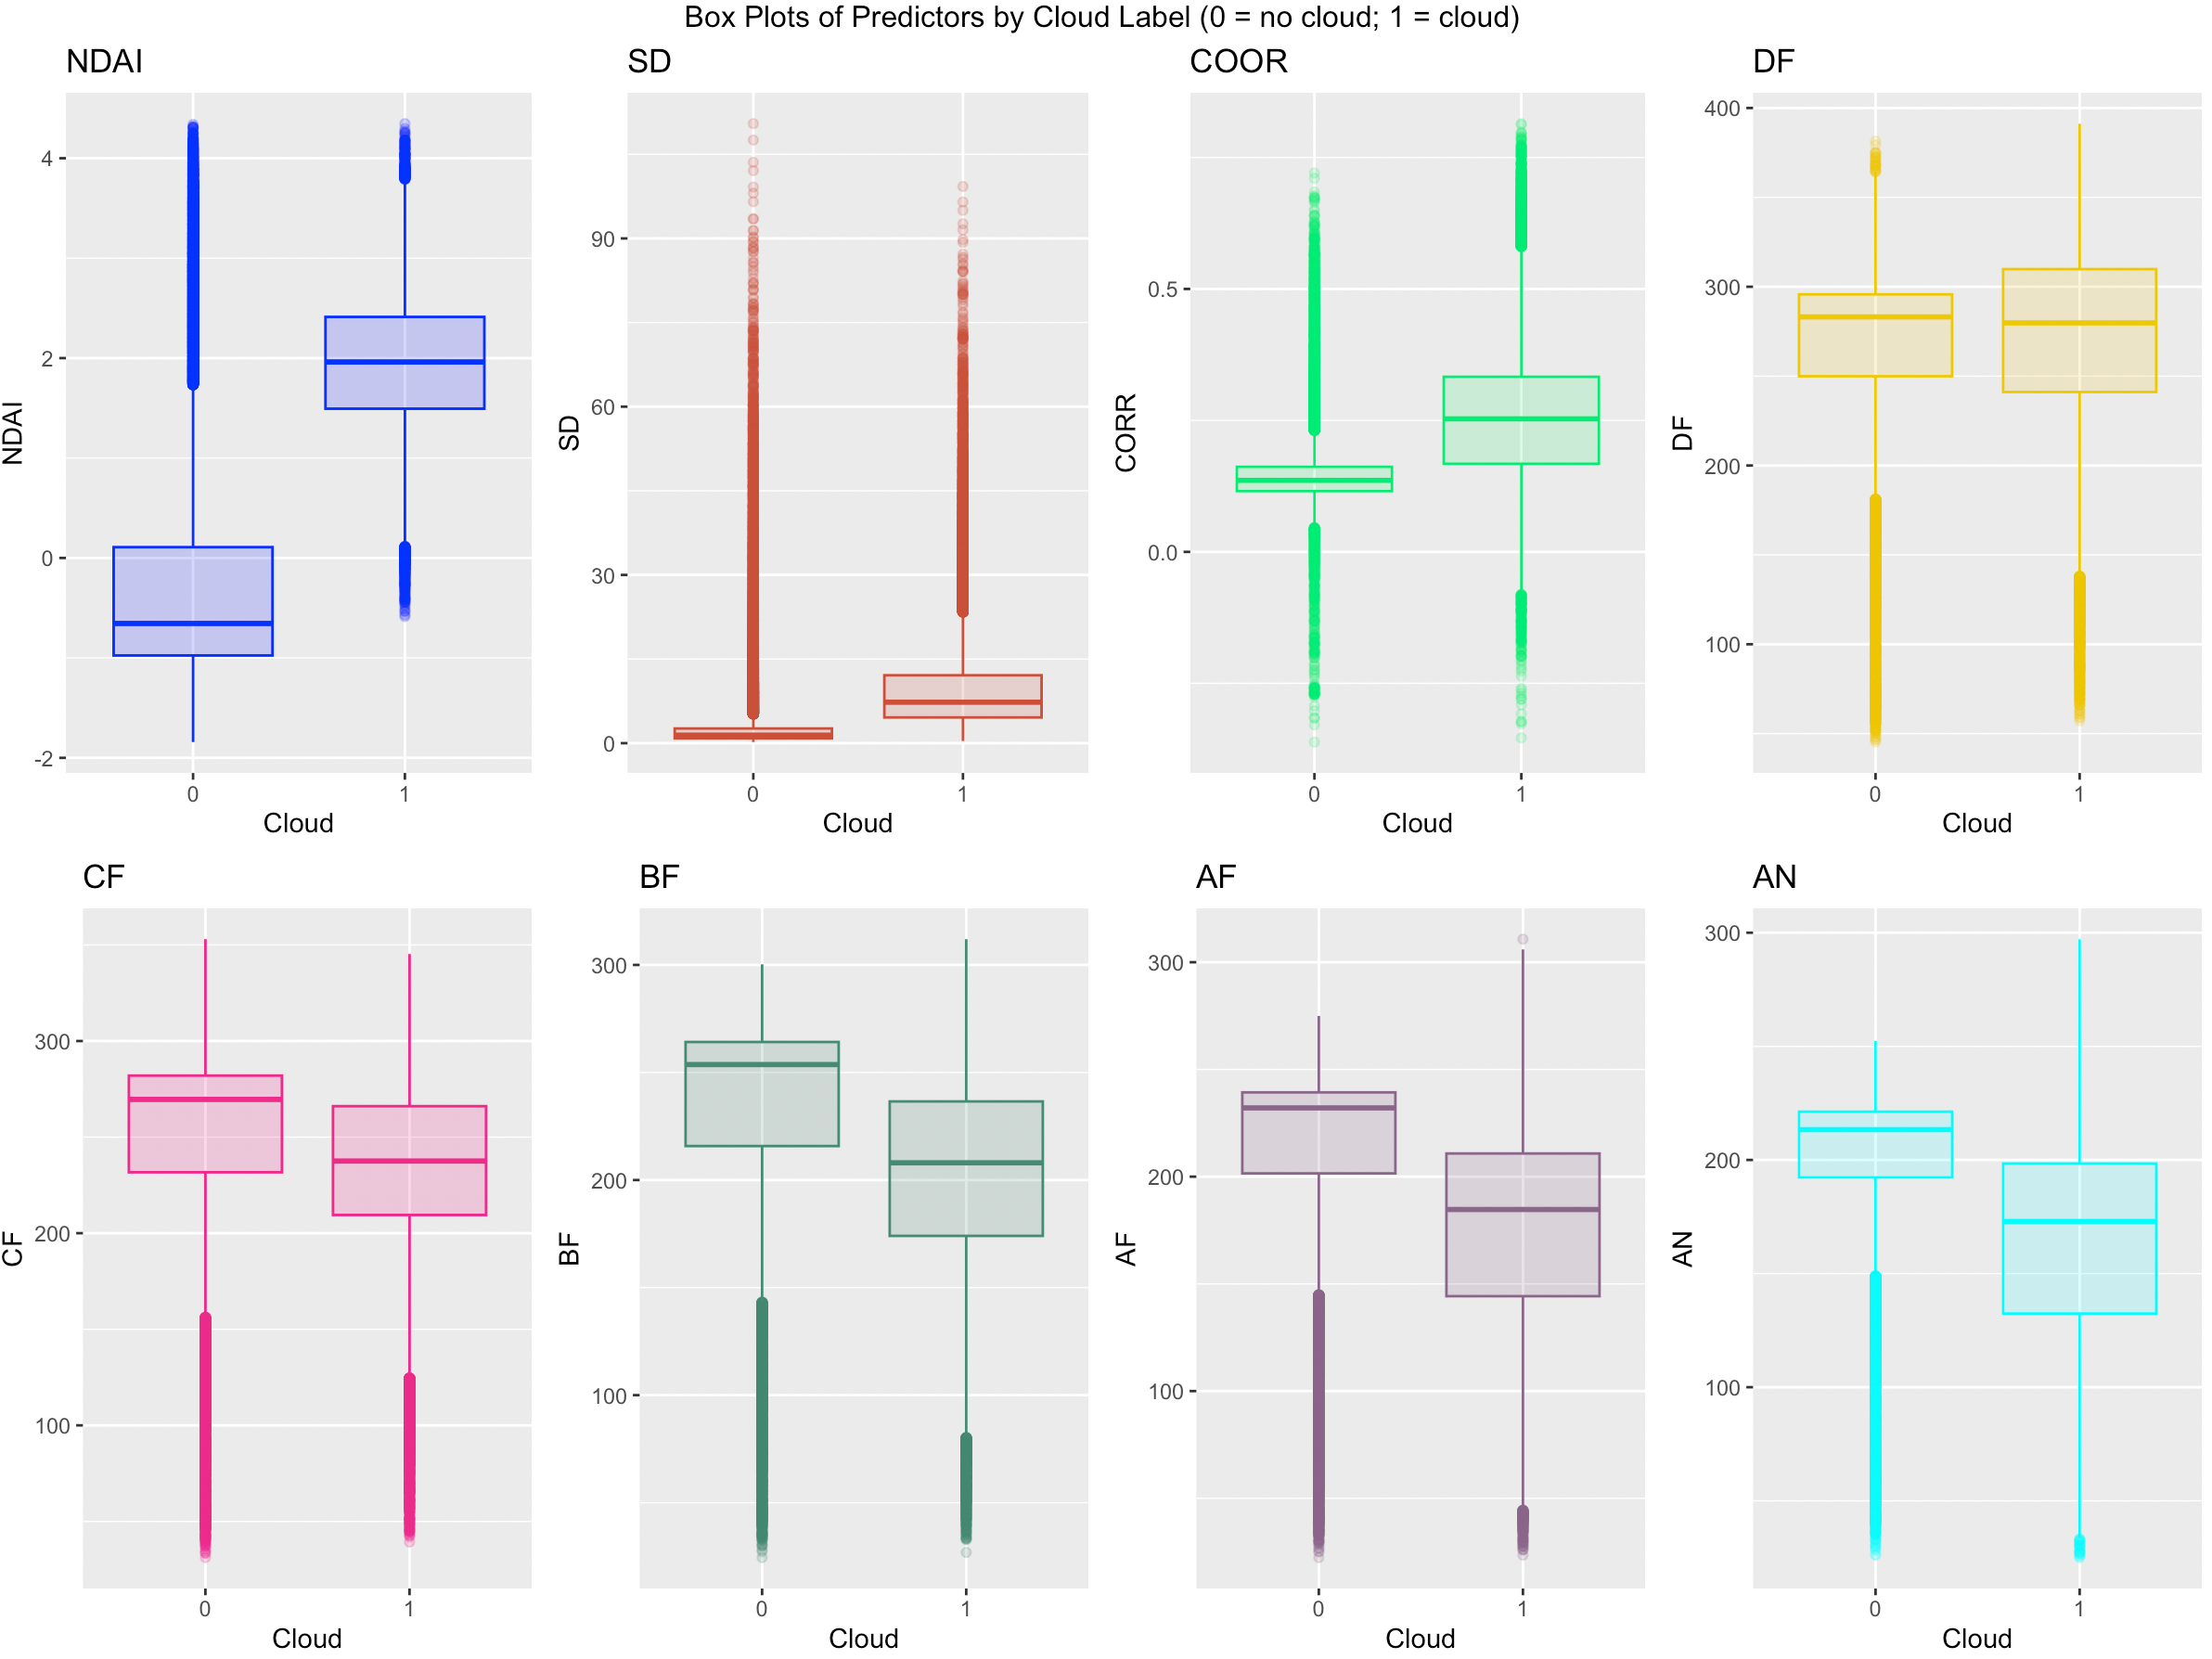 Box Plots of Predictors by Cloud Label (0 = no cloud; 1 = cloud)
NDAI
SD
COOR
DF
4
2
0
-2
NDAI
0 1
Cloud
90
60
30
0
SD
0 1
Cloud
0.5
0.0
CORR
0 1
Cloud
400
300
200
100
DF
0 1
Cloud
CF
BF
AF
AN
300
200
100
CF
0 1
Cloud
300
200
100
BF
0 1
Cloud
300
200
100
AF
0 1
Cloud
300
200
100
AN
0 1
Cloud